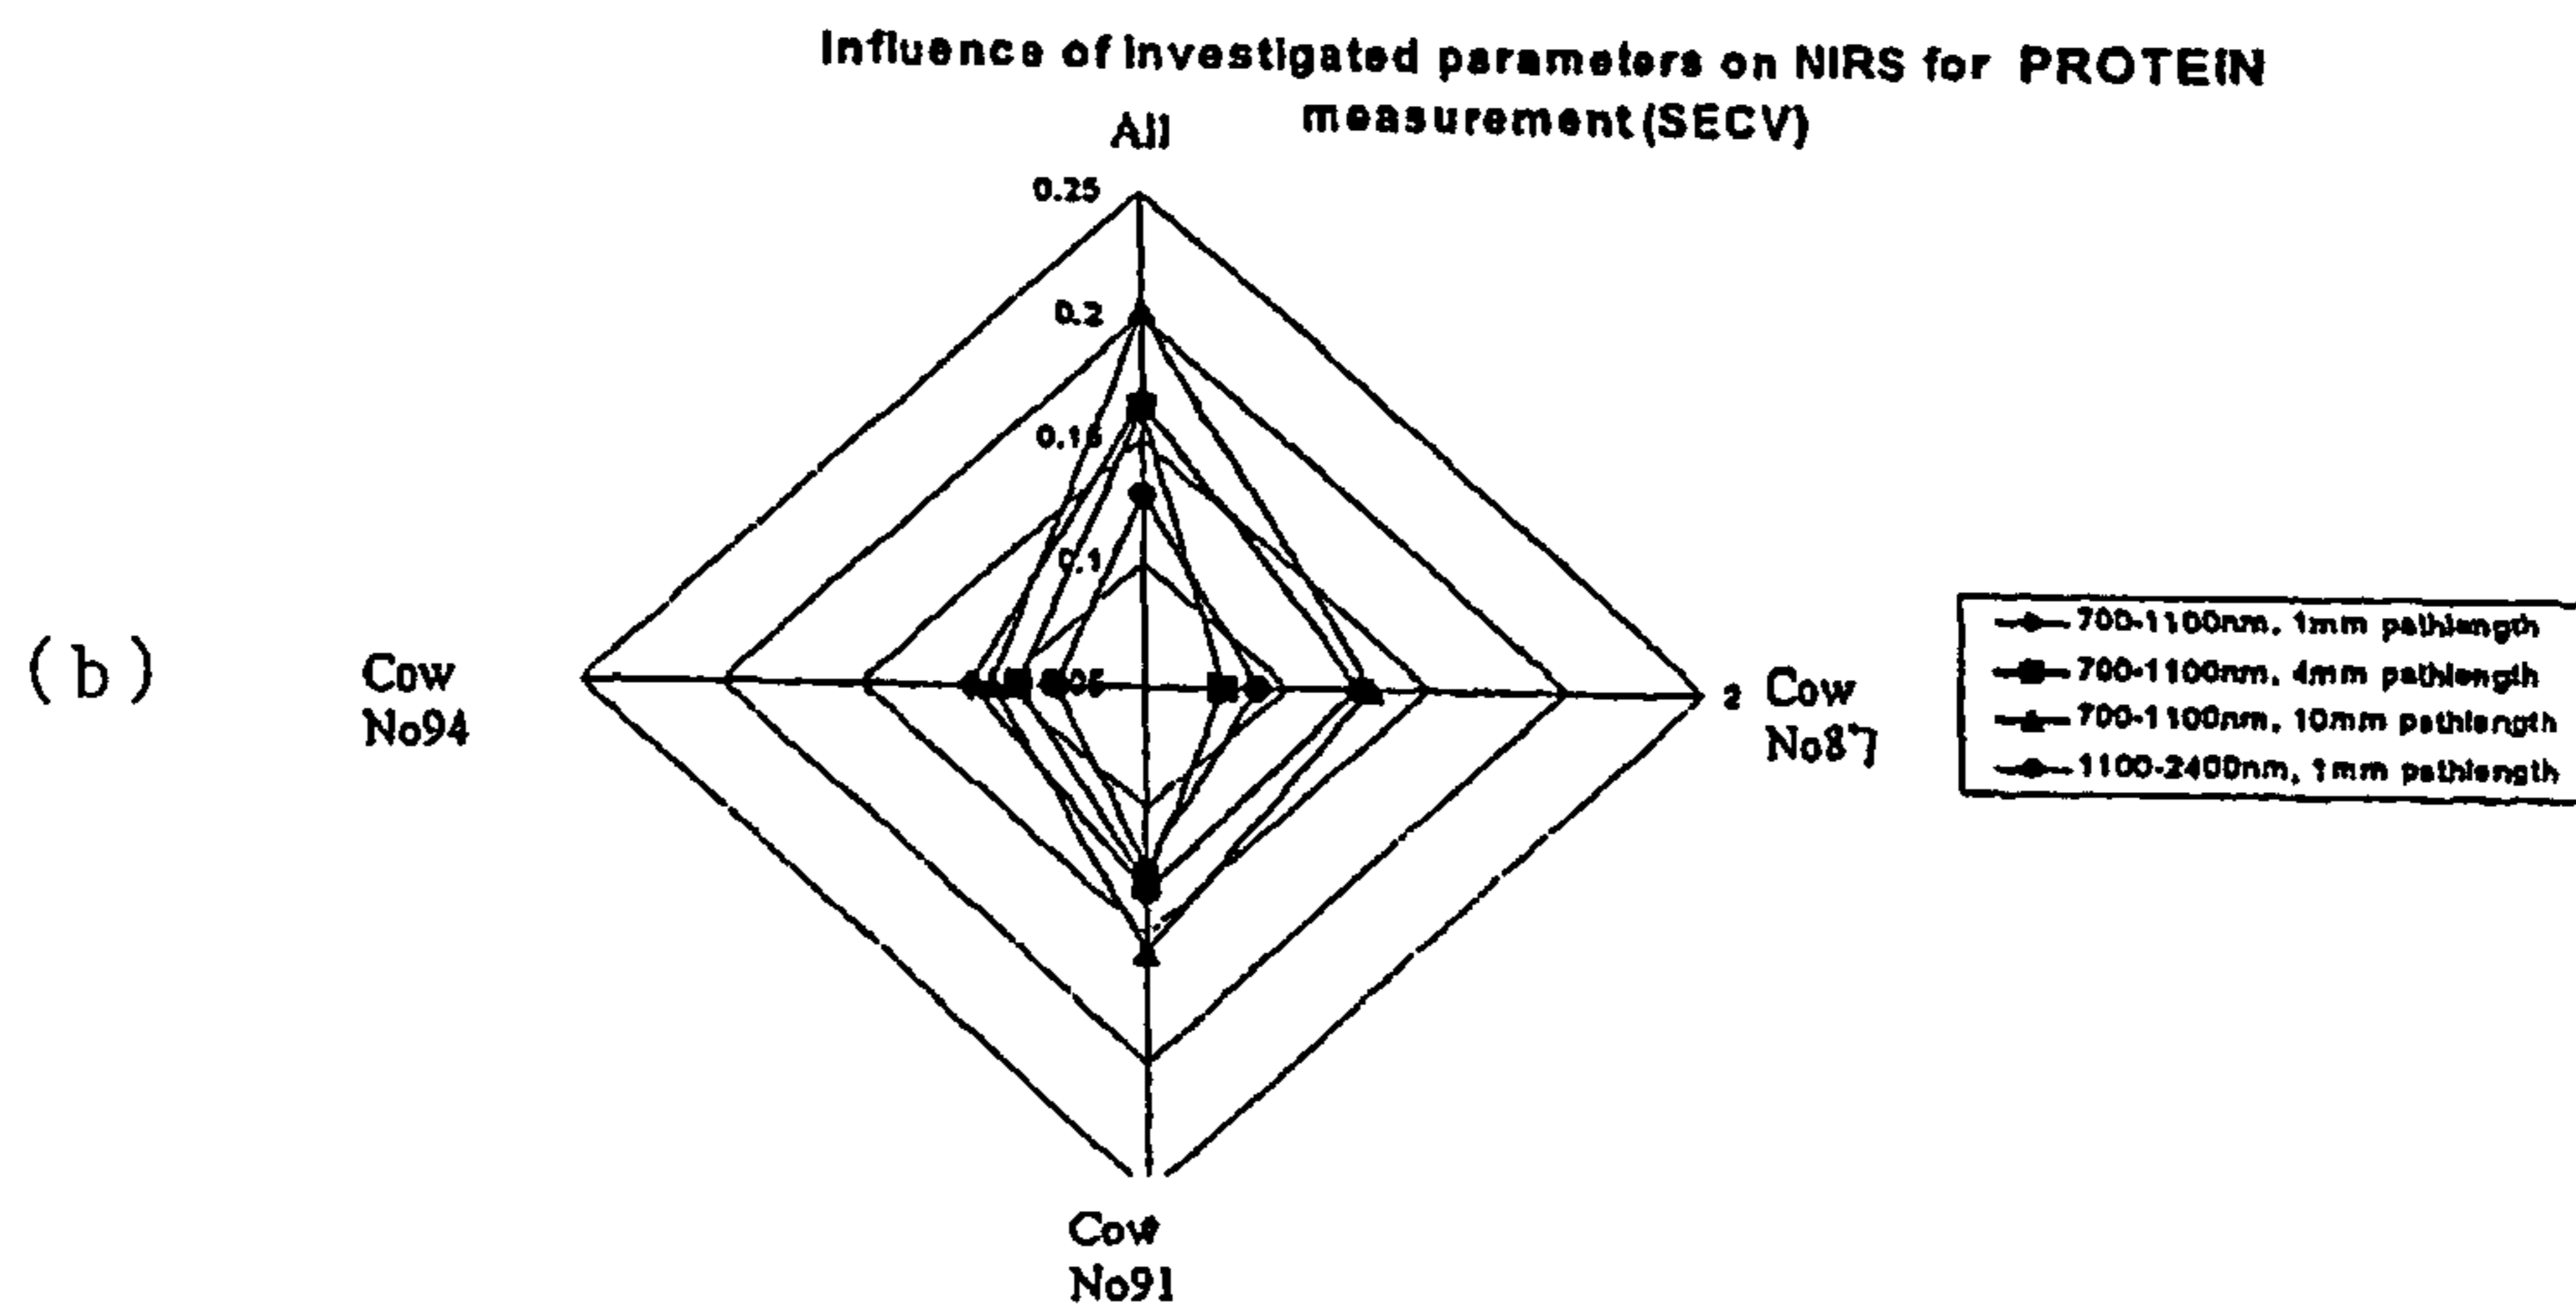 Influence of investigated parameters on NIRS for PROTEIN
measurement (SECV)
All
0.25
0.2
0.15
0.1
05
(b)
Cow
No94
2
Cow
No87
Cow
No91
700-1100nm, 1mm pathlength
700-1100nm, 4mm pathlength
700-1100nm, 10mm pathlength
1100-2400nm, 1mm pathlength